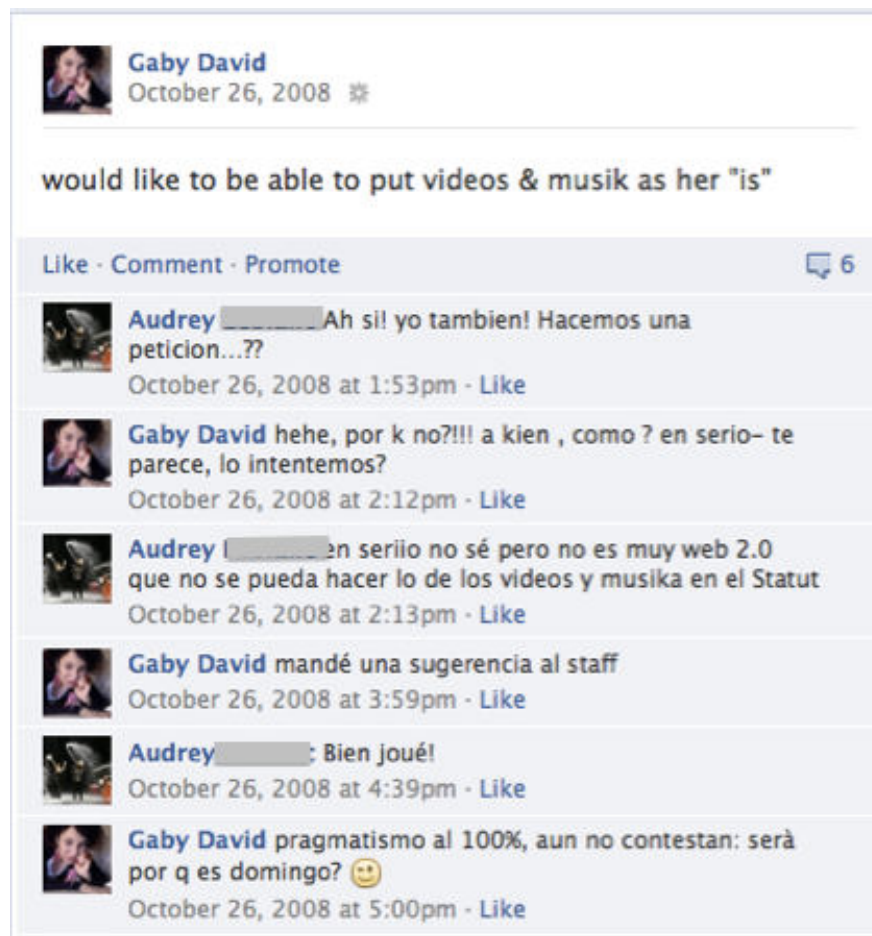 Gaby David
October 26, 2008
would like to be able to put videos & musik as her "is"
Like · Comment · Promote
6
Audrey Ah si! yo tambien! Hacemos una
peticion...??
October 26, 2008 at 1:53pm · Like
Gaby David hehe, por k no?!!! a kien , como ? en serio– te
parece, lo intentemos?
October 26, 2008 at 2:12pm · Like
Audrey en seriio no sé pero no es muy web 2.0
que no se pueda hacer lo de los videos y musika en el Statut
October 26, 2008 at 2:13pm · Like
Gaby David mandé una sugerencia al staff
October 26, 2008 at 3:59pm · Like
Audrey : Bien joué!
October 26, 2008 at 4:39pm · Like
Gaby David pragmatismo al 100%, aun no contestan: serà
por q es domingo?
October 26, 2008 at 5:00pm · Like